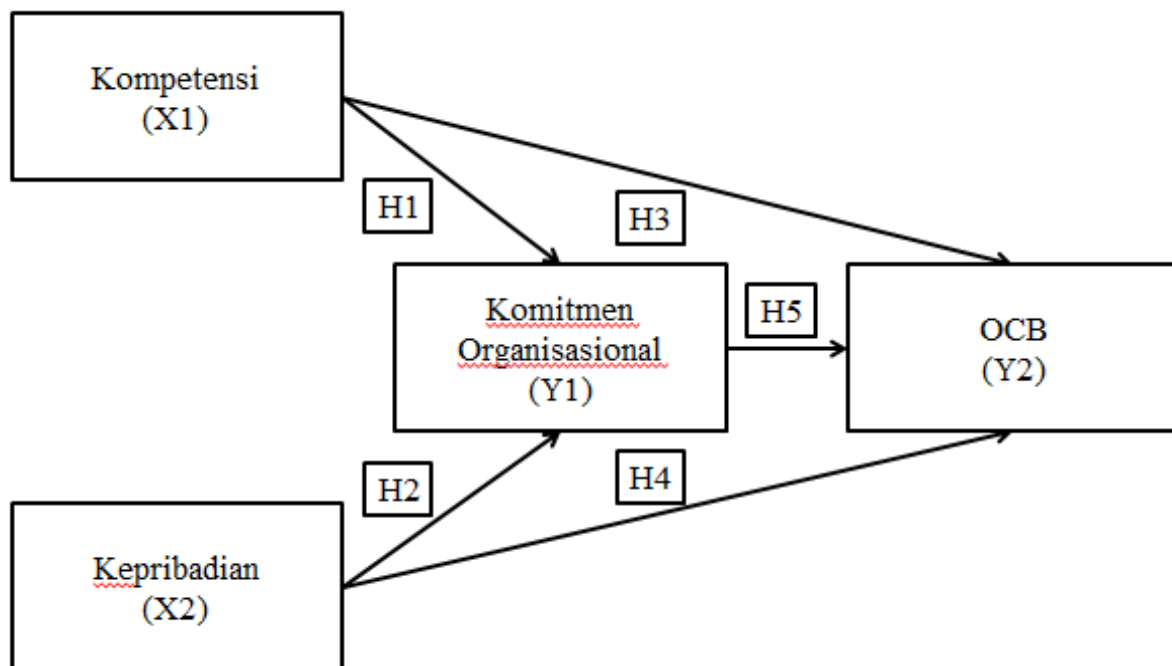 Kompetensi
(X1)
H1
H3
Komitmen
Organisasional
(Y1)
H5
OCB
(Y2)
H2
H4
Kepribadian
(X2)